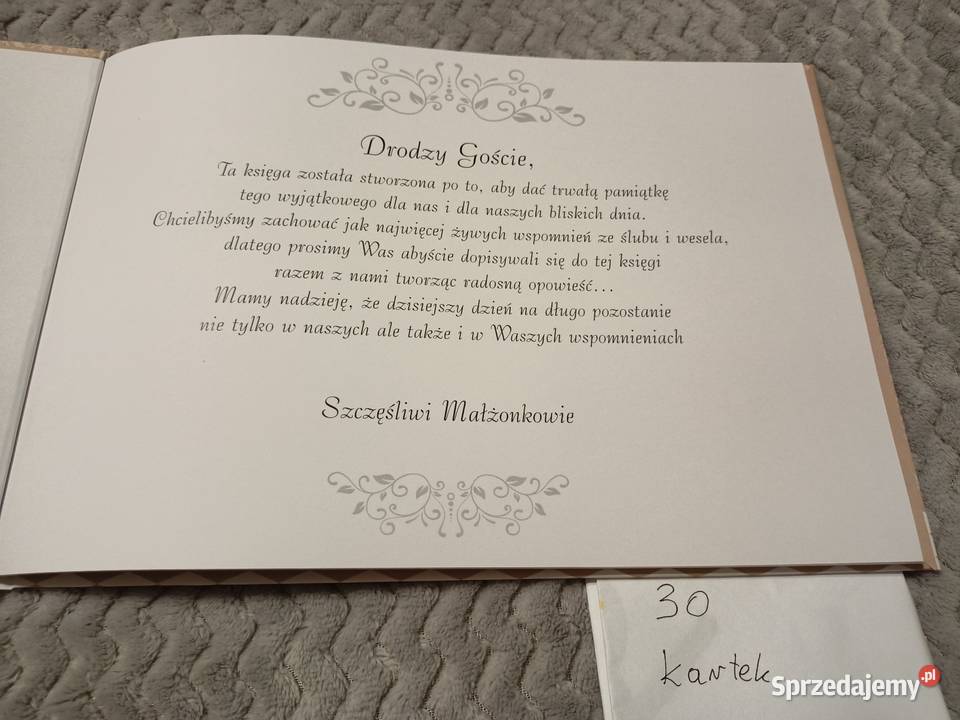 Drodzy Goście,
Ta księga została stworzona po to, aby dać trwałą pamiątkę
tego wyjątkowego dla nas i dla naszych bliskich dnia.
Chcielibyśmy zachować jak najwięcej żywych wspomnień ze ślubu i wesela,
dlatego prosimy Was abyście dopisywali się do tej księgi
razem z nami tworząc radosną opowieść...
Mamy nadzieję, że dzisiejszy dzień na długo pozostanie
nie tylko w naszych ale także i w Waszych wspomnieniach
Szczęśliwi Małżonkowie
30
kartek
Sprzedajemy.pl